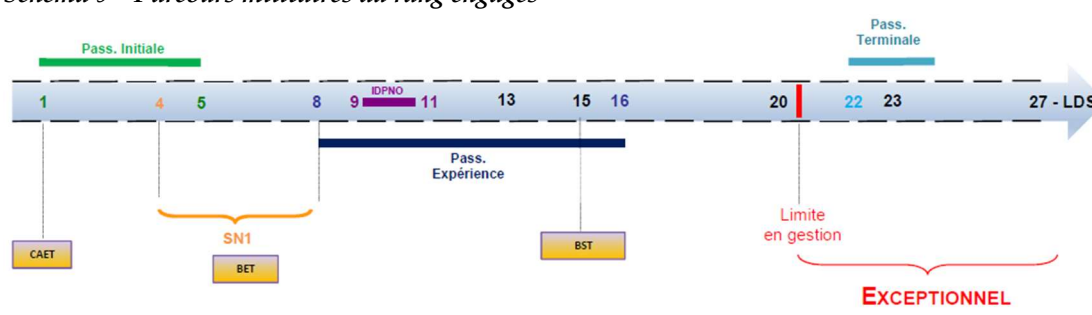 Schéma 3 - Parcours militaires du rang engagés
Pass. Initiale
Pass.
Terminale
1 4 5 8 9 IDPNO 11 13 15 16 20 22 23 27 - LDS
Pass.
Expérience
Limite
en gestion
SN1
CAET
BET
BST
EXCEPTIONNEL